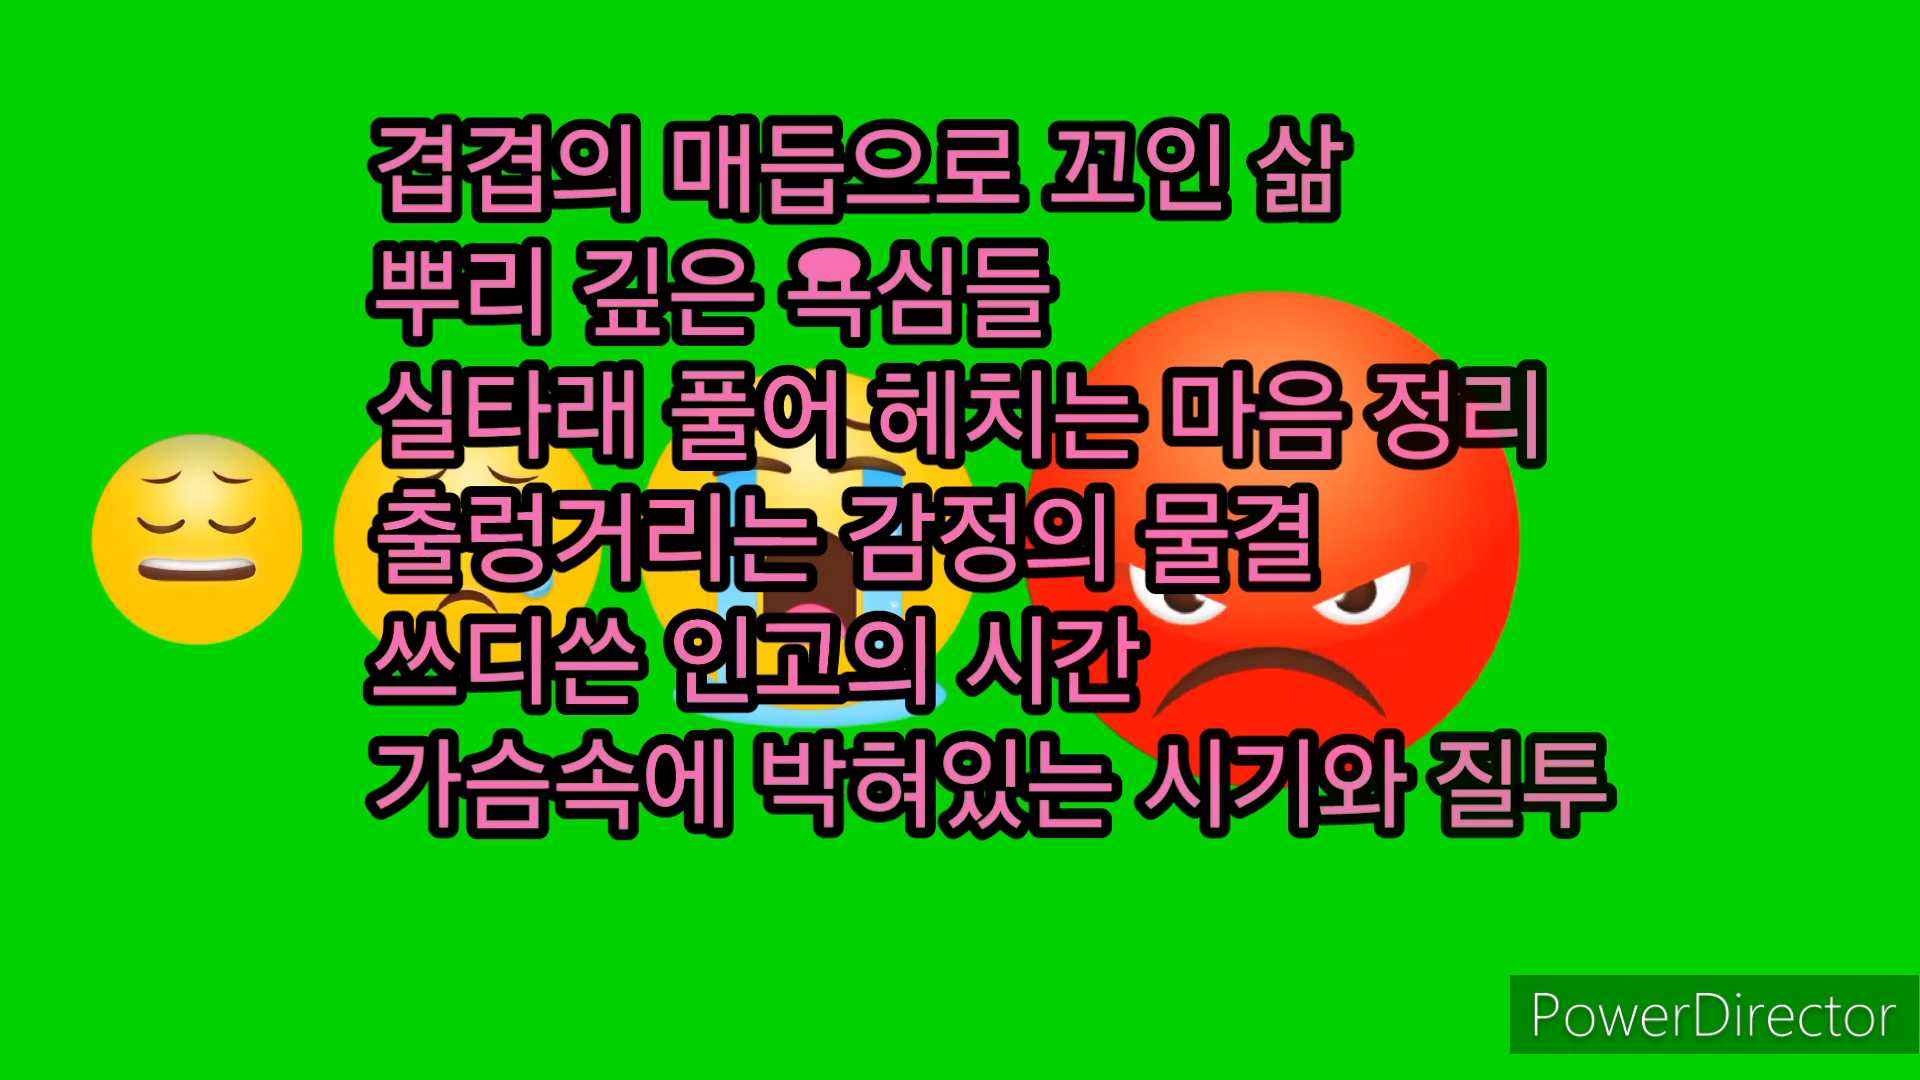 겹겹의 매듭으로 꼬인 삶
뿌리 깊은 욕심들
실타래 풀어 헤치는 마음 정리
출렁거리는 감정의 물결
쓰디쓴 인고의 시간
가슴속에 박혀있는 시기와 질투
PowerDirector